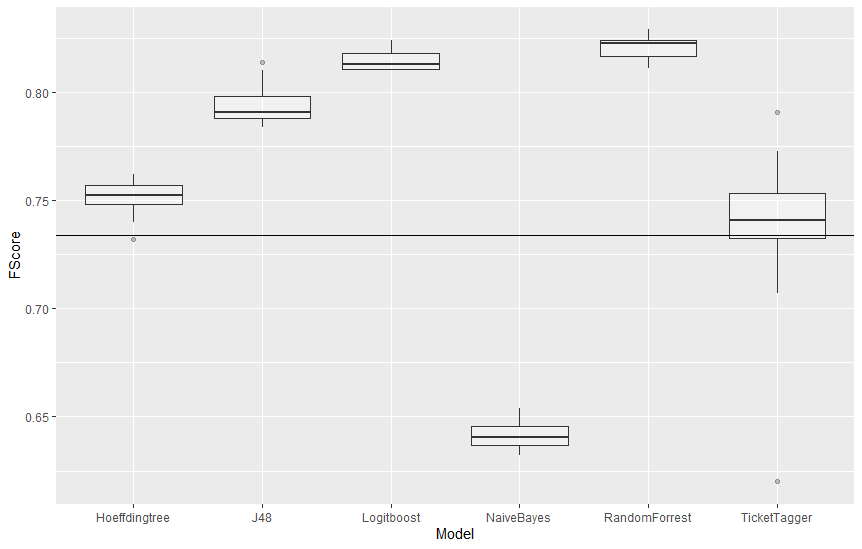 FScore
0.80
0.75
0.70
0.65
Hoeffdingtree
J48
Logitboost
NaiveBayes
RandomForrest
TicketTagger
Model